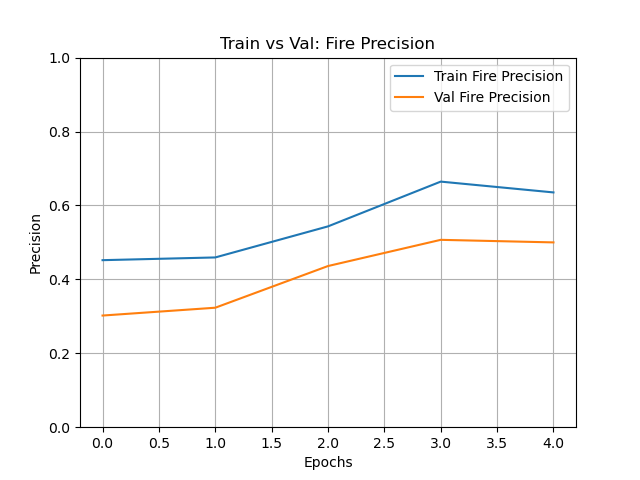 Train vs Val: Fire Precision
Train Fire Precision
Val Fire Precision
1.0
0.8
0.6
0.4
0.2
0.0
Precision
0.0 0.5 1.0 1.5 2.0 2.5 3.0 3.5 4.0
Epochs